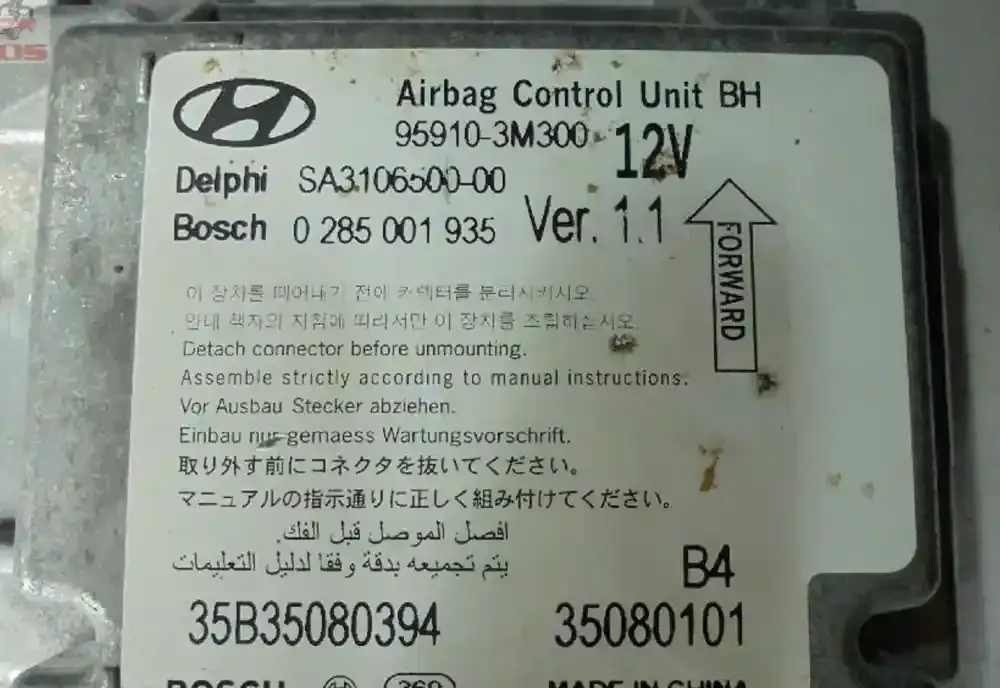 Airbag Control Unit BH
95910-3M300 12V
Delphi SA3106500-00
Bosch 0 285 001 935 Ver. 1.1
FORWARD
이 장치를 떼어내기 전에 커넥터를 분리시키시오
안내 책자의 지침에 따라서만 이 장치를 조립하십시오
Detach connector before unmounting.
Assemble strictly according to manual instructions.
Vor Ausbau Stecker abziehen.
Einbau nur gemaess Wartungsvorschrift.
取り外す前にコネクタを抜いてください。
マニュアルの指示通りに正しく組み付けてください。
افصل الموصل قبل الفك.
يتم تجميعه بدقة وفقا لدليل التعليمات
B4
35B35080394 35080101
BOSCH 360 MADE IN CHINA